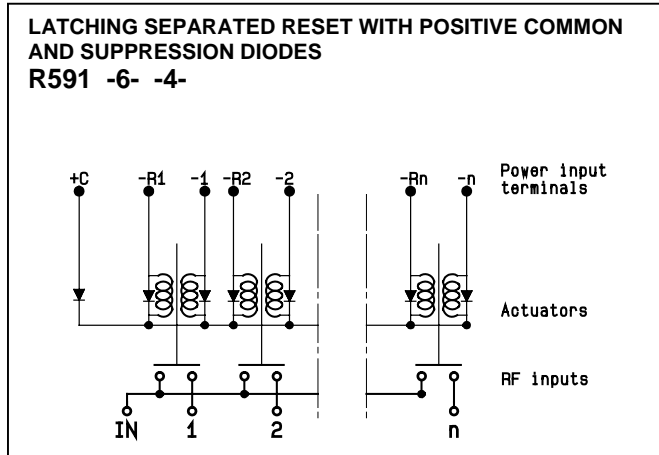 LATCHING SEPARATED RESET WITH POSITIVE COMMON
AND SUPPRESSION DIODES
R591 -6- -4-
+C -R1 -1 -R2 -2 -Rn -n Power input
terminals
Actuators
RF inputs
IN 1 2 n